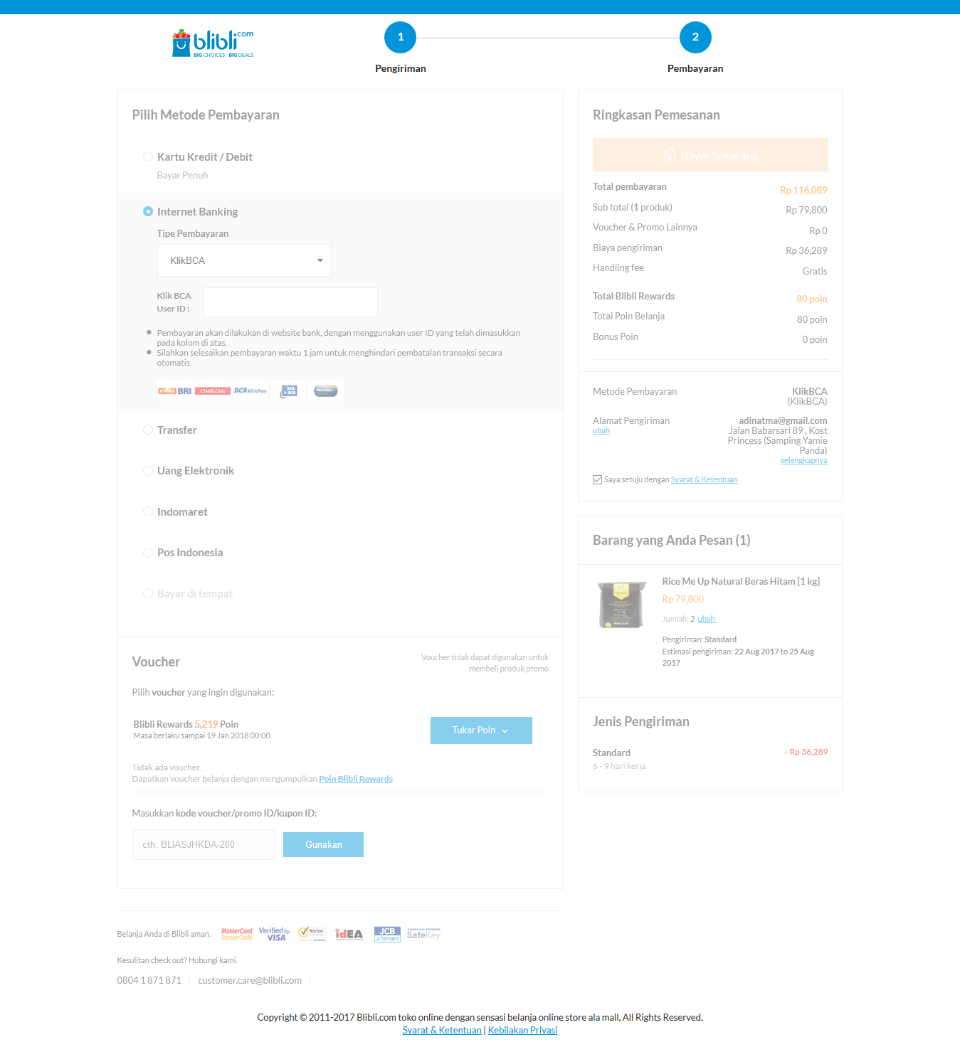 blibli.com
BIG CHOICES BIG DEALS
1
2
Pengiriman
Pembayaran
Pilih Metode Pembayaran
Kartu Kredit / Debit
Bayar Penuh
Internet Banking
Tipe Pembayaran
KlikBCA
Klik BCA
User ID :
Pembayaran akan dilakukan di website bank, dengan menggunakan user ID yang telah dimasukkan
pada kolom di atas.
Silahkan selesaikan pembayaran waktu 1 jam untuk menghindari pembatalan transaksi secara
otomatis.
BRI
BCA KlikPay
Transfer
Uang Elektronik
Indomaret
Pos Indonesia
Bayar di tempat
Voucher
Voucher tidak dapat digunakan untuk
membeli produk promo
Pilih voucher yang ingin digunakan:
Blibli Rewards 5,219 Poin
Masa berlaku sampai 19 Jan 2018 00:00
Tukar Poin
Tidak ada voucher.
Dapatkan voucher belanja dengan mengumpulkan Poin Blibli Rewards
Masukkan kode voucher/promo ID/kupon ID:
cth: BLIASJHKDA-200
Gunakan
Ringkasan Pemesanan
Bayar Sekarang
Total pembayaran Rp 116,089
Sub total (1 produk) Rp 79,800
Voucher & Promo Lainnya Rp 0
Biaya pengiriman Rp 36,289
Handling fee Gratis
Total Blibli Rewards 80 poin
Total Poin Belanja 80 poin
Bonus Poin 0 poin
Metode Pembayaran KlikBCA
(KlikBCA)
Alamat Pengiriman adinatma@gmail.com
ubah
Jalan Babarsari 89 , Kost
Princess (Samping Yamie
Panda)
selengkapnya
Saya setuju dengan Syarat & Ketentuan
Barang yang Anda Pesan (1)
Rice Me Up Natural Beras Hitam [1 kg]
Rp 79,800
Jumlah: 2 ubah
Pengiriman: Standard
Estimasi pengiriman: 22 Aug 2017 to 25 Aug
2017
Jenis Pengiriman
Standard + Rp 36,289
6 - 9 hari kerja
Belanja Anda di Blibli aman.
MasterCard
SecureCode
Verified by
VISA
Norton
idEA
JCB
SafeKey
Kesulitan check out? Hubungi kami.
0804 1 871 871 | customer.care@blibli.com |
Copyright © 2011-2017 Blibli.com toko online dengan sensasi belanja online store ala mall, All Rights Reserved.
Syarat & Ketentuan | Kebijakan Privasi